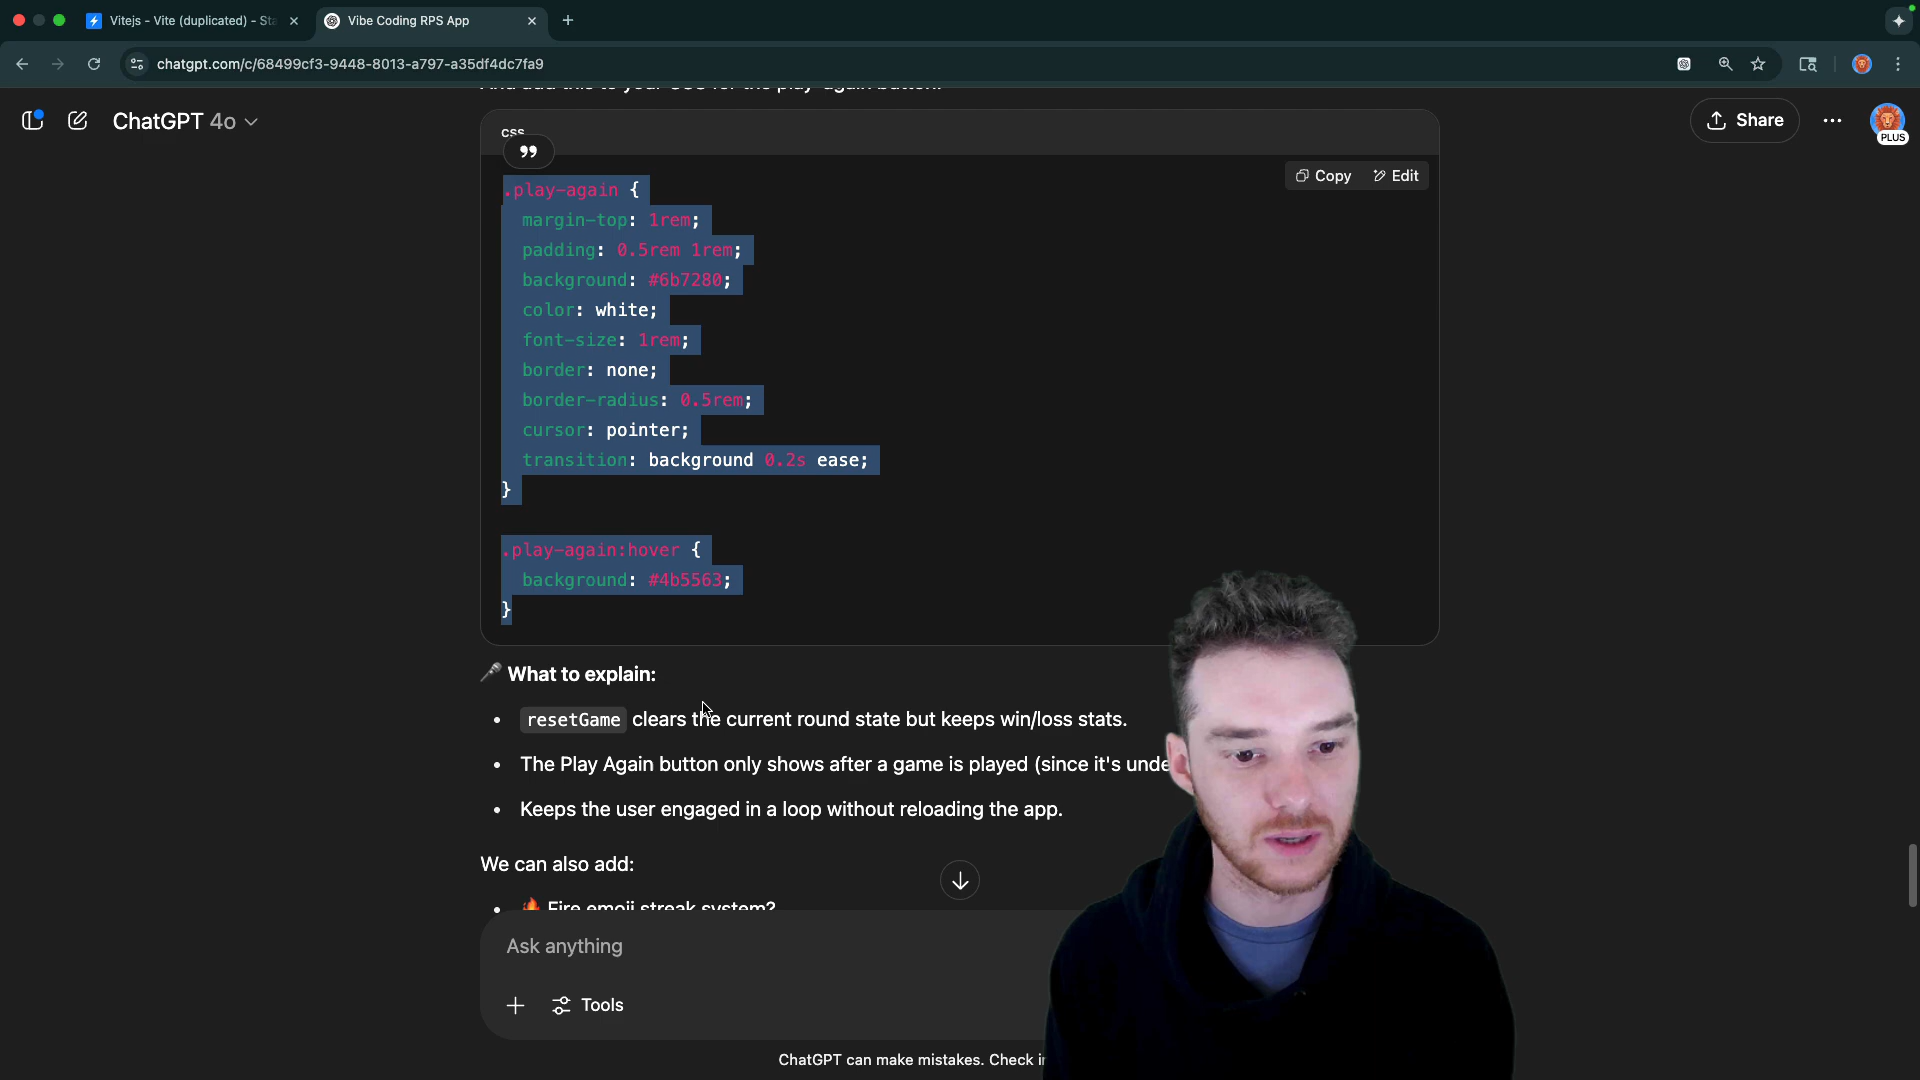 Vitejs - Vite (duplicated) - St
Vibe Coding RPS App
chatgpt.com/c/68499cf3-9448-8013-a797-a35df4dc7fa9
ChatGPT 4o
Share
PLUS
css
Copy
Edit
.play-again {
margin-top: 1rem;
padding: 0.5rem 1rem;
background: #6b7280;
color: white;
font-size: 1rem;
border: none;
border-radius: 0.5rem;
cursor: pointer;
transition: background 0.2s ease;
}
.play-again:hover {
background: #4b5563;
}
🎤 What to explain:
• resetGame clears the current round state but keeps win/loss stats.
• The Play Again button only shows after a game is played (since it's unde
• Keeps the user engaged in a loop without reloading the app.
We can also add:
• 🔥 Fire emoji streak system?
Ask anything
Tools
ChatGPT can make mistakes. Check i